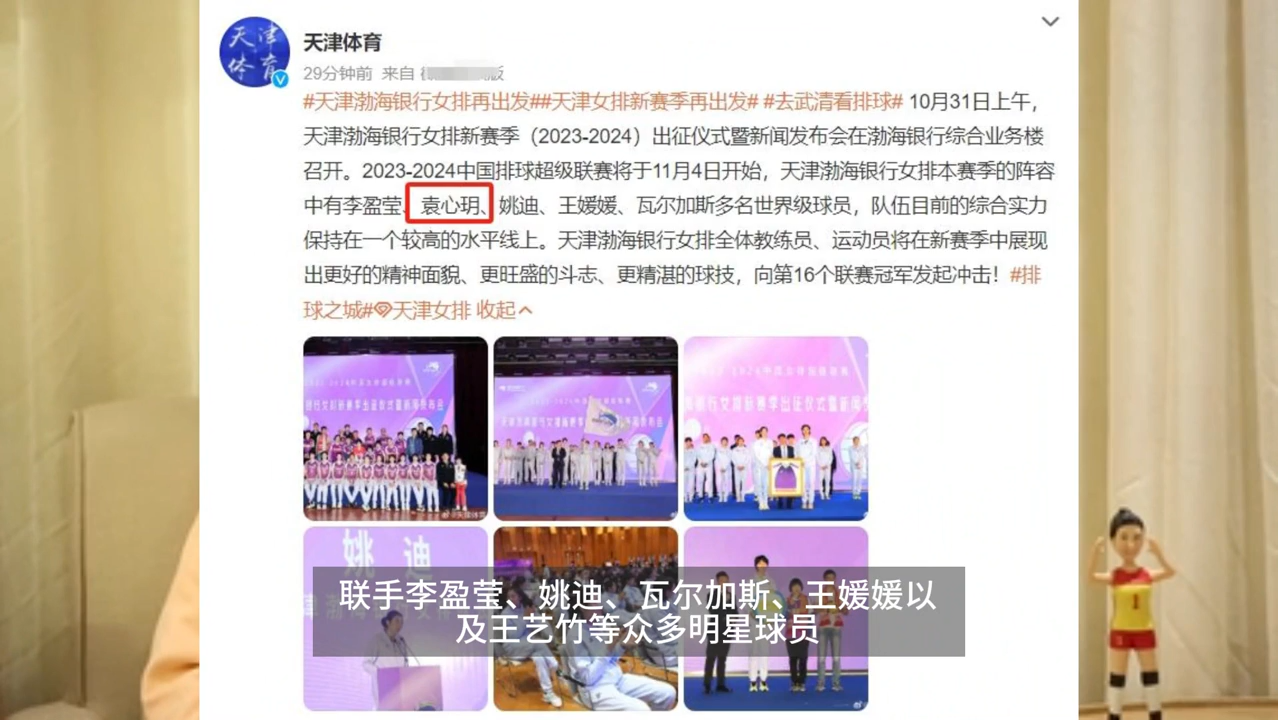 天津体育
天津体育
29分钟前 来自
#天津渤海银行女排再出发##天津女排新赛季再出发# #去武清看排球# 10月31日上午，
天津渤海银行女排新赛季（2023-2024）出征仪式暨新闻发布会在渤海银行综合业务楼
召开。2023-2024中国排球超级联赛将于11月4日开始，天津渤海银行女排本赛季的阵容
中有李盈莹、袁心玥、姚迪、王媛媛、瓦尔加斯多名世界级球员，队伍目前的综合实力
保持在一个较高的水平线上。天津渤海银行女排全体教练员、运动员将在新赛季中展现
出更好的精神面貌、更旺盛的斗志、更精湛的球技，向第16个联赛冠军发起冲击！#排
球之城#天津女排 收起
姚 迪
联手李盈莹、姚迪、瓦尔加斯、王媛媛以
及王艺竹等众多明星球员
1